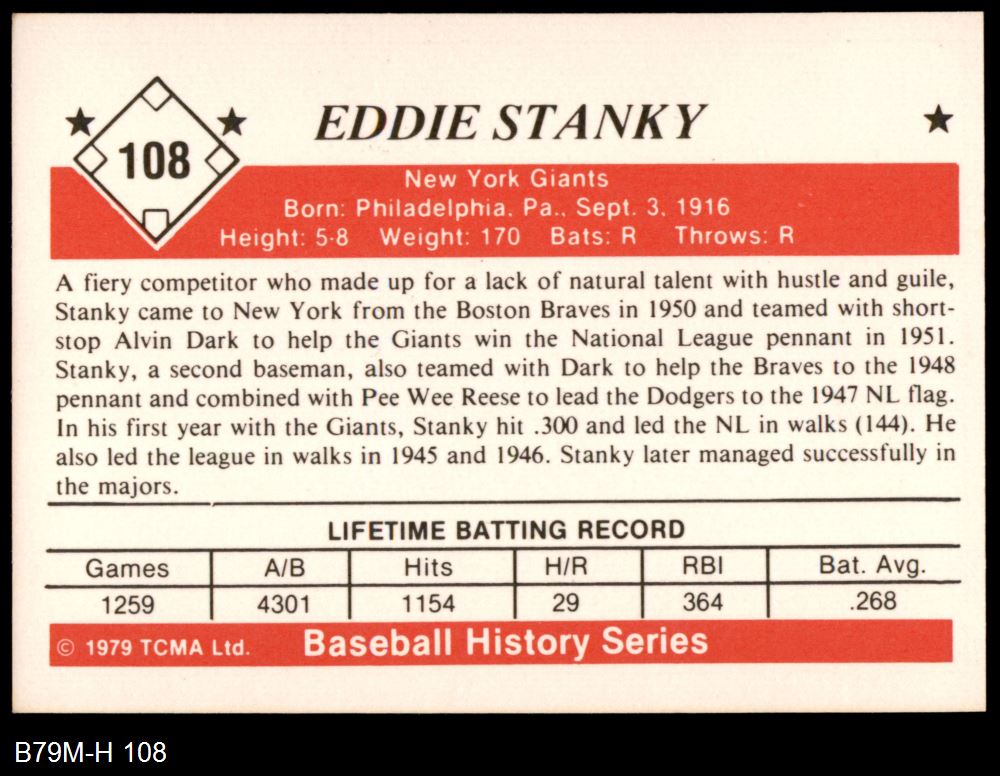 108
EDDIE STANKY
New York Giants
Born: Philadelphia. Pa., Sept. 3, 1916
Height: 5-8 Weight: 170 Bats: R Throws: R
A fiery competitor who made up for a lack of natural talent with hustle and guile,
Stanky came to New York from the Boston Braves in 1950 and teamed with short-
stop Alvin Dark to help the Giants win the National League pennant in 1951.
Stanky, a second baseman, also teamed with Dark to help the Braves to the 1948
pennant and combined with Pee Wee Reese to lead the Dodgers to the 1947 NL flag.
In his first year with the Giants, Stanky hit .300 and led the NL in walks (144). He
also led the league in walks in 1945 and 1946. Stanky later managed successfully in
the majors.
LIFETIME BATTING RECORD
Games A/B Hits H/R RBI Bat. Avg.
1259 4301 1154 29 364 .268
© 1979 TCMA Ltd. Baseball History Series
B79M-H 108